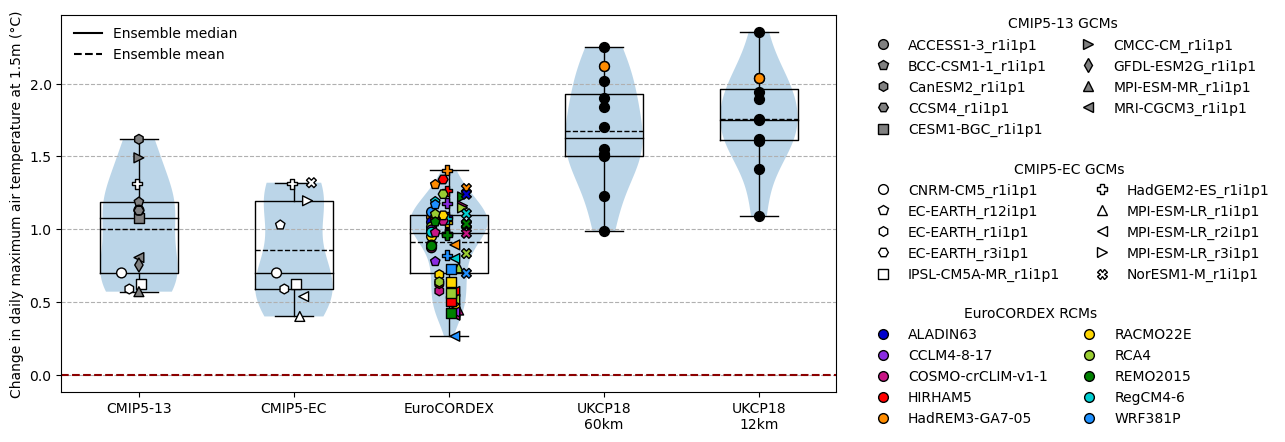 Change in daily maximum air temperature at 1.5m (°C)
Ensemble median
Ensemble mean
2.0
1.5
1.0
0.5
0.0
CMIP5-13
CMIP5-EC
EuroCORDEX
UKCP18
60km
UKCP18
12km
CMIP5-13 GCMs
ACCESS1-3_r1i1p1
BCC-CSM1-1_r1i1p1
CanESM2_r1i1p1
CCSM4_r1i1p1
CESM1-BGC_r1i1p1
CMCC-CM_r1i1p1
GFDL-ESM2G_r1i1p1
MPI-ESM-MR_r1i1p1
MRI-CGCM3_r1i1p1
CMIP5-EC GCMs
CNRM-CM5_r1i1p1
EC-EARTH_r12i1p1
EC-EARTH_r1i1p1
EC-EARTH_r3i1p1
IPSL-CM5A-MR_r1i1p1
HadGEM2-ES_r1i1p1
MPI-ESM-LR_r1i1p1
MPI-ESM-LR_r2i1p1
MPI-ESM-LR_r3i1p1
NorESM1-M_r1i1p1
EuroCORDEX RCMs
ALADIN63
CCLM4-8-17
COSMO-crCLIM-v1-1
HIRHAM5
HadREM3-GA7-05
RACMO22E
RCA4
REMO2015
RegCM4-6
WRF381P